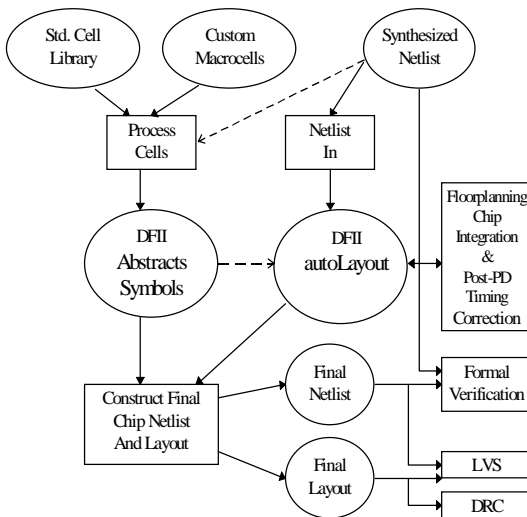 Std. Cell
Library
Custom
Macrocells
Synthesized
Netlist
Process
Cells
Netlist
In
DFII
Abstracts
Symbols
DFII
autoLayout
Floorplanning
Chip
Integration
&
Post-PD
Timing
Correction
Construct Final
Chip Netlist
And Layout
Final
Netlist
Formal
Verification
Final
Layout
LVS
DRC